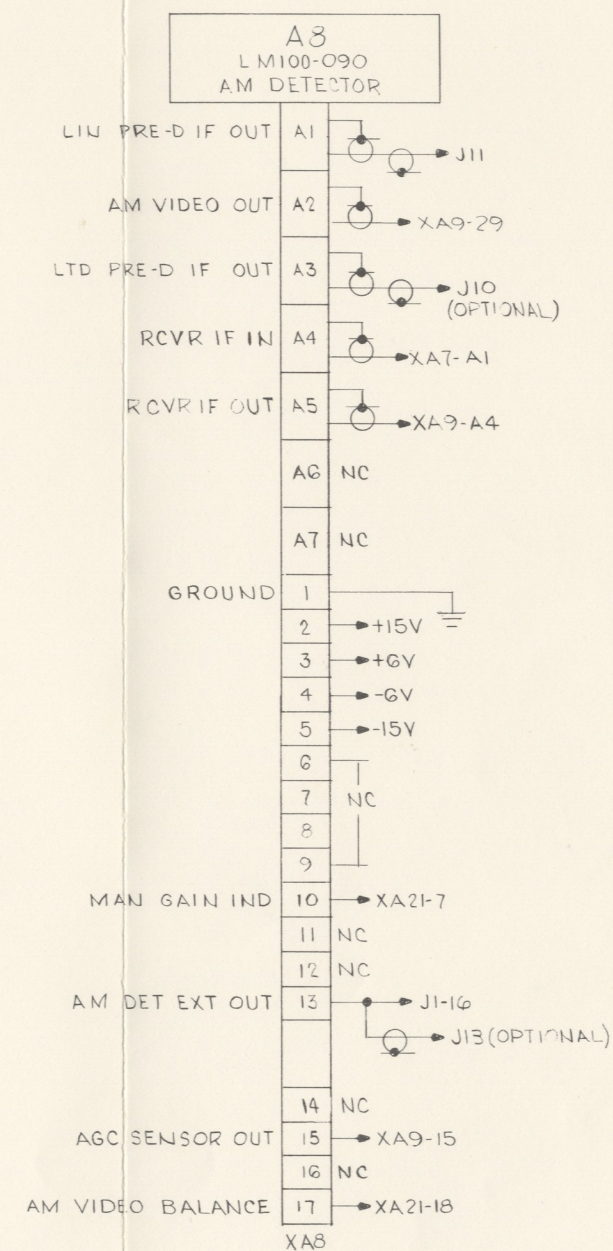 A8
LM100-090
AM DETECTOR
LIN PRE-D IF OUT A1 J11
AM VIDEO OUT A2 XA9-29
LTD PRE-D IF OUT A3 J10
(OPTIONAL)
RCVR IF IN A4 XA7-A1
RCVR IF OUT A5 XA9-A4
A6 NC
A7 NC
GROUND 1
2 +15V
3 +6V
4 -6V
5 -15V
6
7 NC
8
9
MAN GAIN IND 10 XA21-7
11 NC
12 NC
AM DET EXT OUT 13 J1-16
J13(OPTIONAL)
14 NC
AGC SENSOR OUT 15 XA9-15
16 NC
AM VIDEO BALANCE 17 XA21-18
XA8